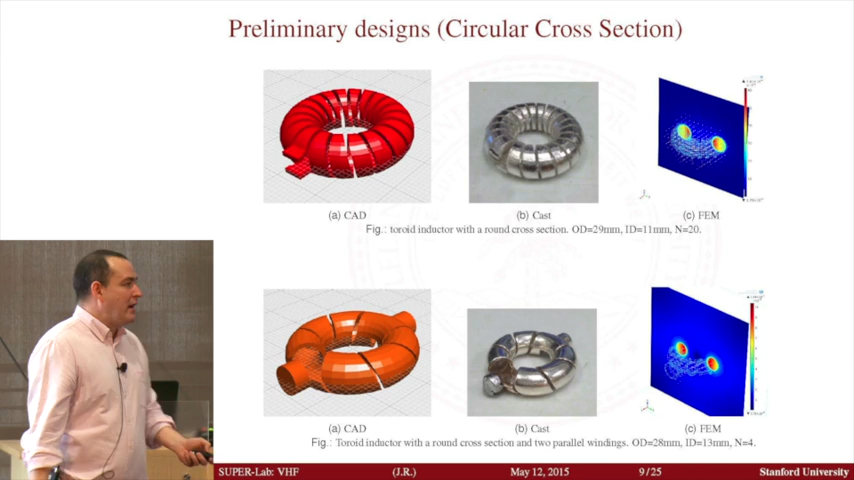 Preliminary designs (Circular Cross Section)
(a) CAD
(b) Cast
(c) FEM
Fig.: toroid inductor with a round cross section. OD=29mm, ID=11mm, N=20.
(a) CAD
(b) Cast
(c) FEM
Fig.: Toroid inductor with a round cross section and two parallel windings. OD=28mm, ID=13mm, N=4.
SUPER-Lab: VHF (J.R.) May 12, 2015 9/25 Stanford University